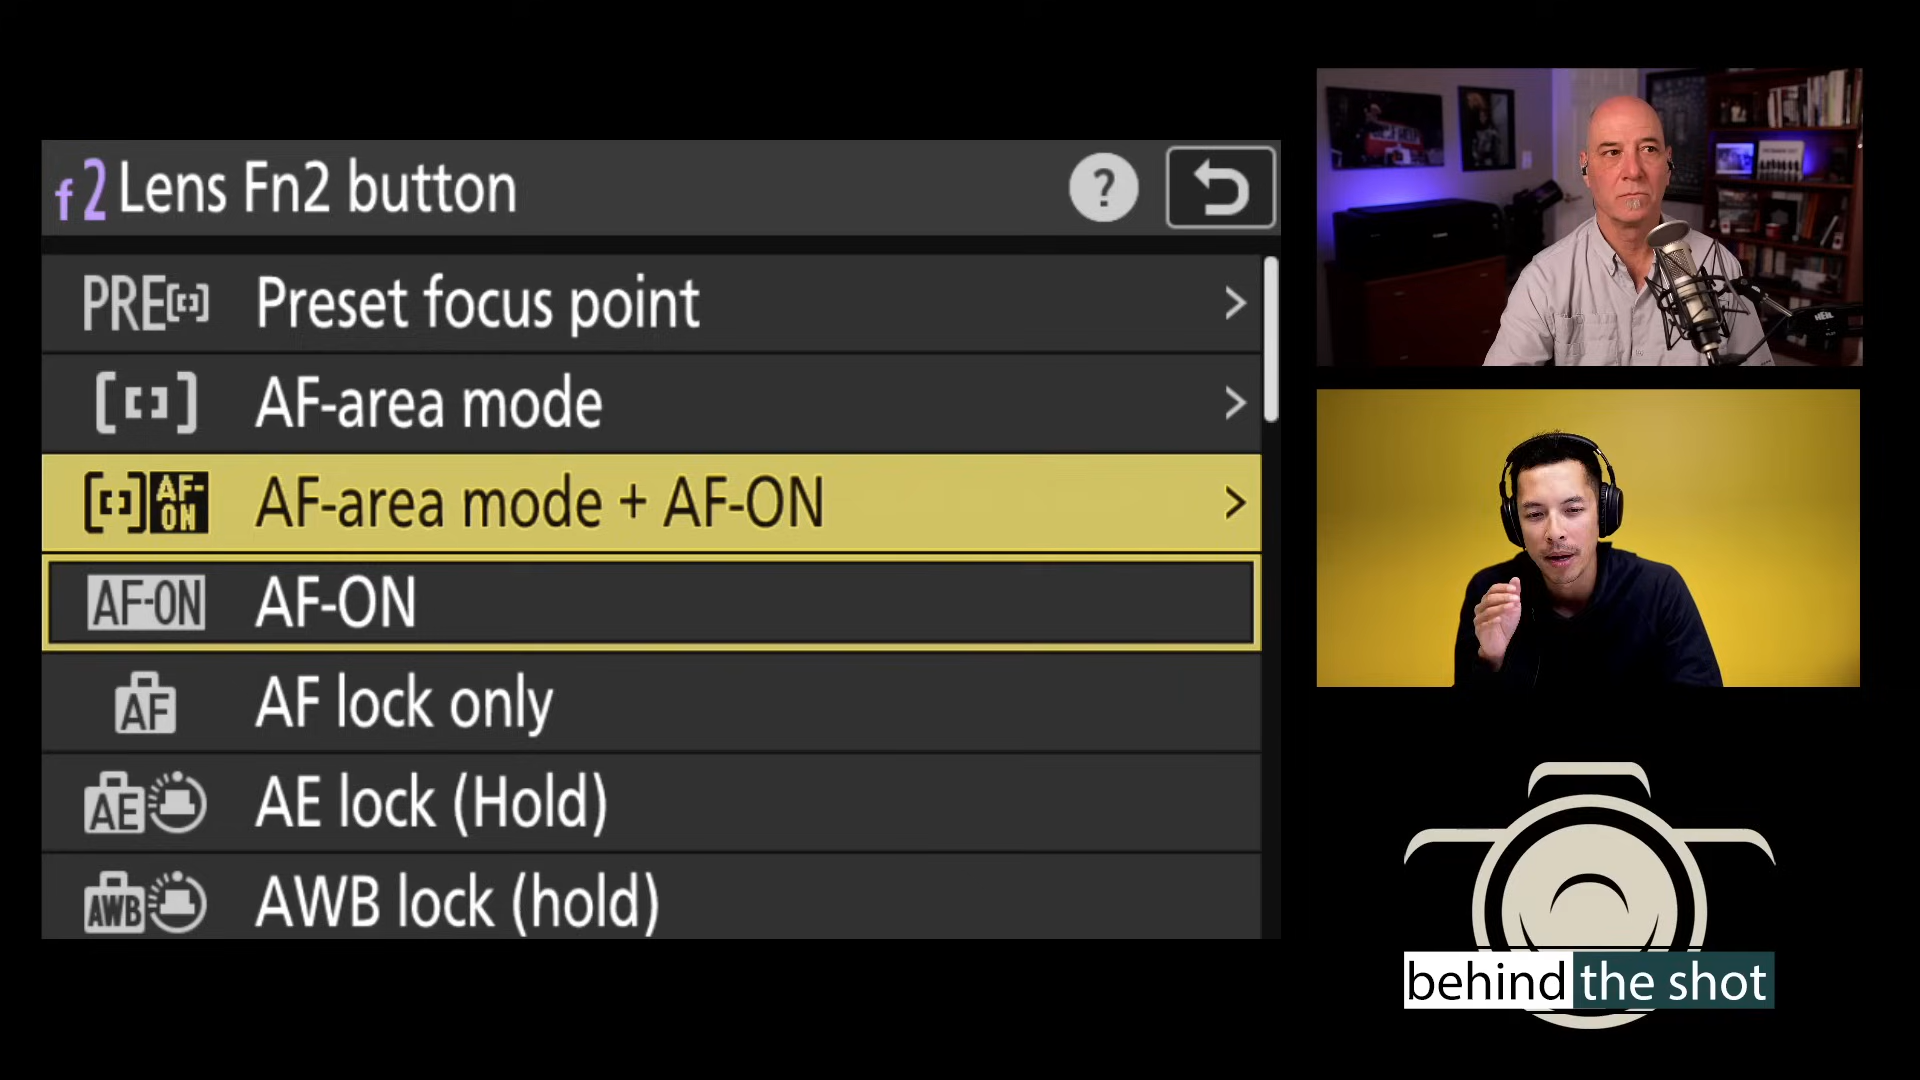 f2 Lens Fn2 button ?
PRE Preset focus point >
AF-area mode >
AF-ON AF-area mode + AF-ON >
AF-ON AF-ON
AF AF lock only
AE AE lock (Hold)
AWB AWB lock (hold)
HEIL
behind the shot